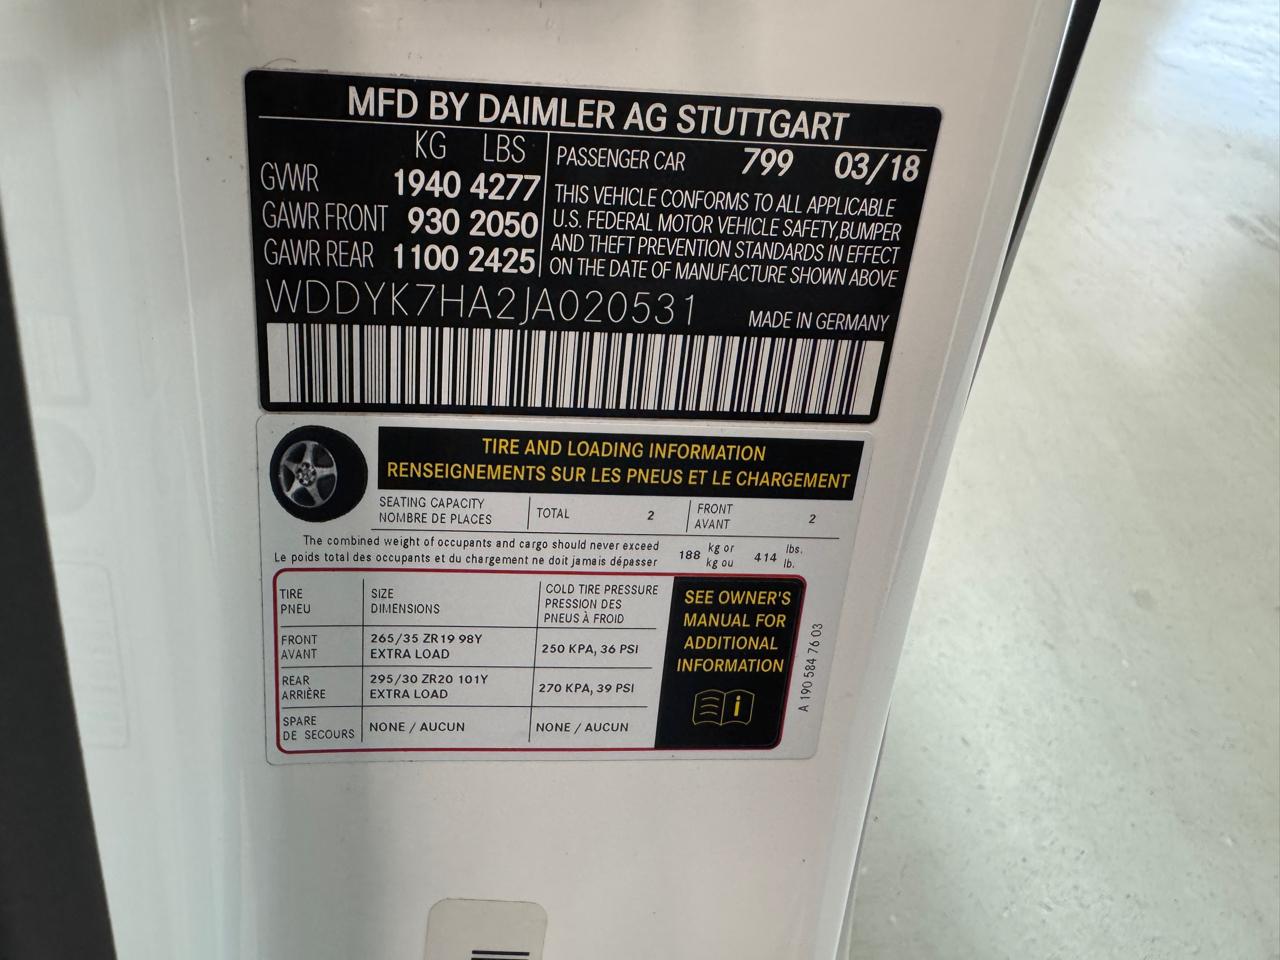 MFD BY DAIMLER AG STUTTGART
KG LBS
GVWR 1940 4277
GAWR FRONT 930 2050
GAWR REAR 1100 2425
PASSENGER CAR 799 03/18
THIS VEHICLE CONFORMS TO ALL APPLICABLE
U.S. FEDERAL MOTOR VEHICLE SAFETY,BUMPER
AND THEFT PREVENTION STANDARDS IN EFFECT
ON THE DATE OF MANUFACTURE SHOWN ABOVE
WDDYK7HA2JA020531
MADE IN GERMANY
TIRE AND LOADING INFORMATION
RENSEIGNEMENTS SUR LES PNEUS ET LE CHARGEMENT
SEATING CAPACITY
NOMBRE DE PLACES
TOTAL 2
FRONT
AVANT
2
The combined weight of occupants and cargo should never exceed
Le poids total des occupants et du chargement ne doit jamais dépasser
188 kg or
kg ou
414 lbs.
lb.
TIRE
PNEU
SIZE
DIMENSIONS
COLD TIRE PRESSURE
PRESSION DES
PNEUS À FROID
FRONT
AVANT
265/35 ZR19 98Y
EXTRA LOAD
250 KPA, 36 PSI
REAR
ARRIÈRE
295/30 ZR20 101Y
EXTRA LOAD
270 KPA, 39 PSI
SPARE
DE SECOURS
NONE / AUCUN
NONE / AUCUN
SEE OWNER'S
MANUAL FOR
ADDITIONAL
INFORMATION
i
A 190 584 76 03